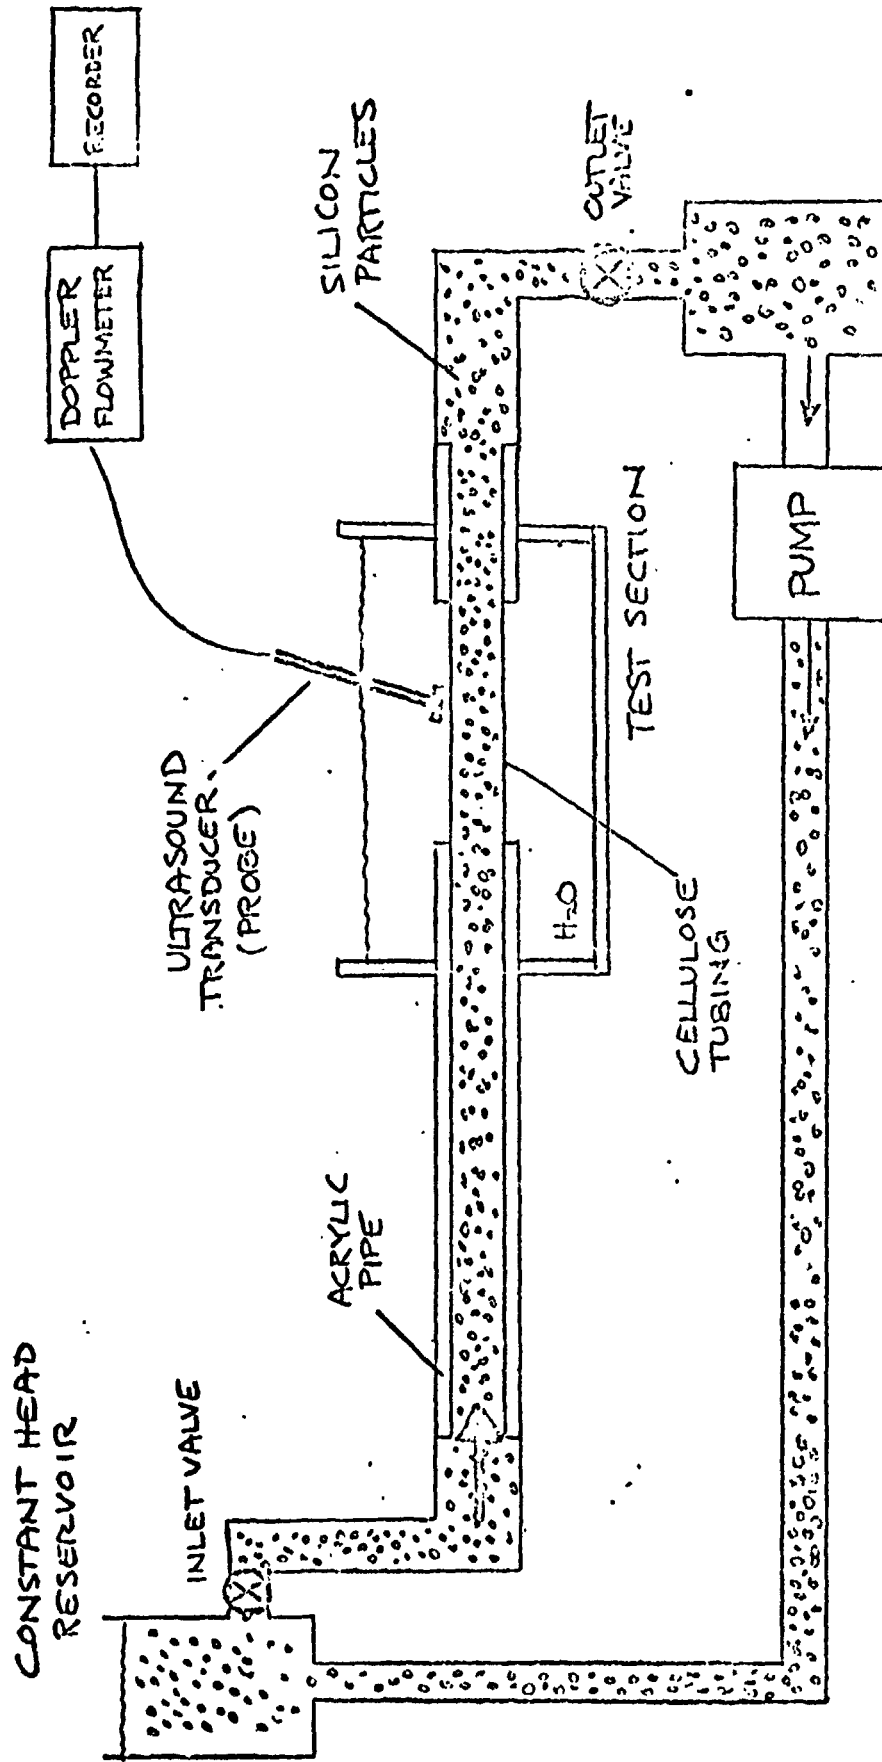 CONSTANT HEAD
RESERVOIR
INLET VALVE
ACRYLIC
PIPE
ULTRASOUND
TRANSDUCER.
(PROBE)
DOPPLER
FLOWMETER
RECORDER
SILICON
PARTICLES
OUTLET
VALVE
H2O
TEST SECTION
CELLULOSE
TUBING
PUMP